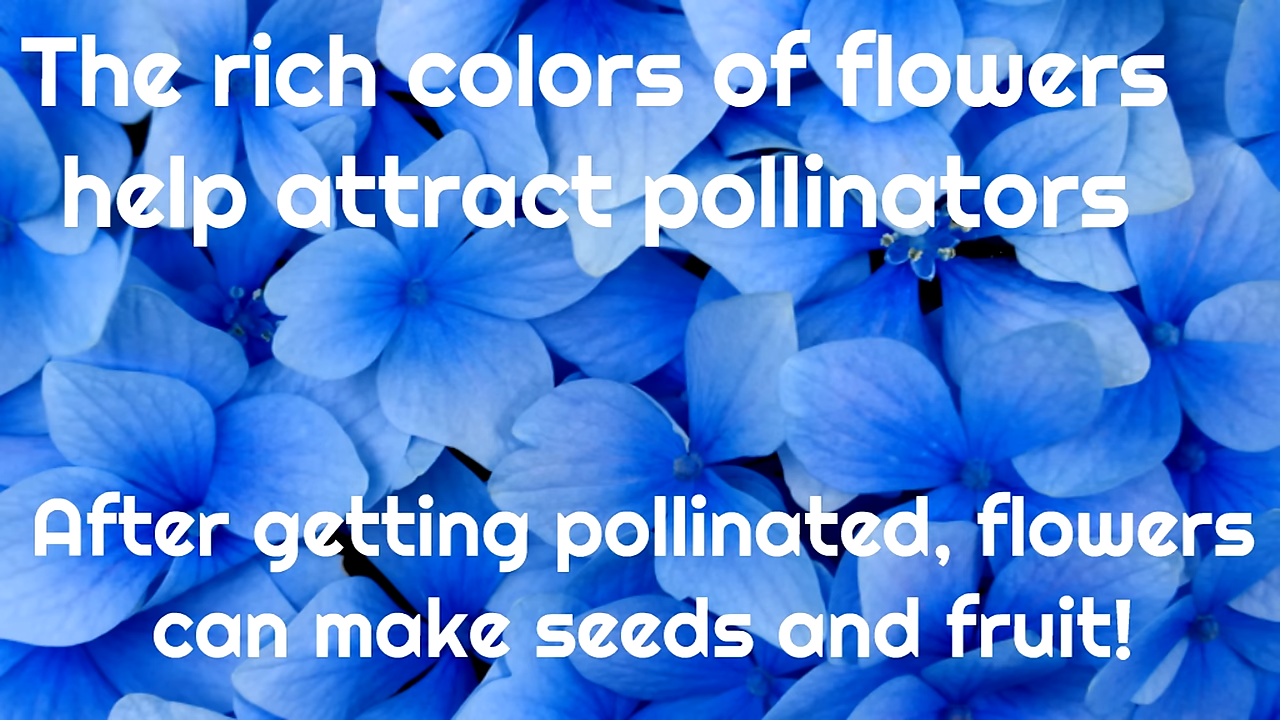 The rich colors of flowers
help attract pollinators
After getting pollinated, flowers
can make seeds and fruit!